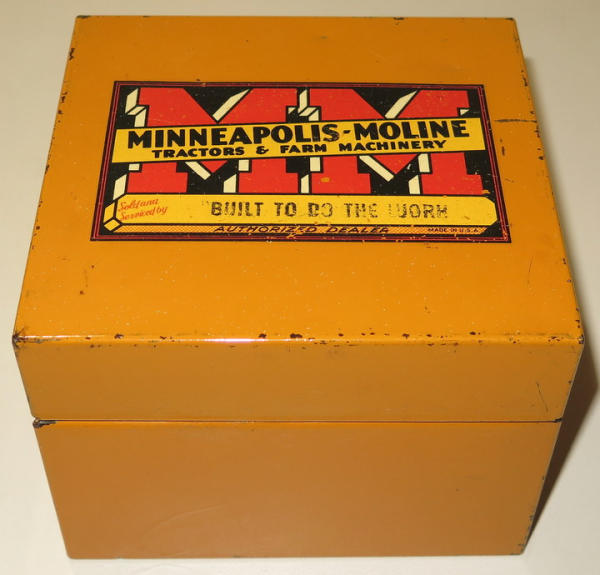 MM
MINNEAPOLIS-MOLINE
TRACTORS & FARM MACHINERY
Sold and
Serviced by
BUILT TO DO THE WORK
AUTHORIZED DEALER
MADE IN U.S.A.